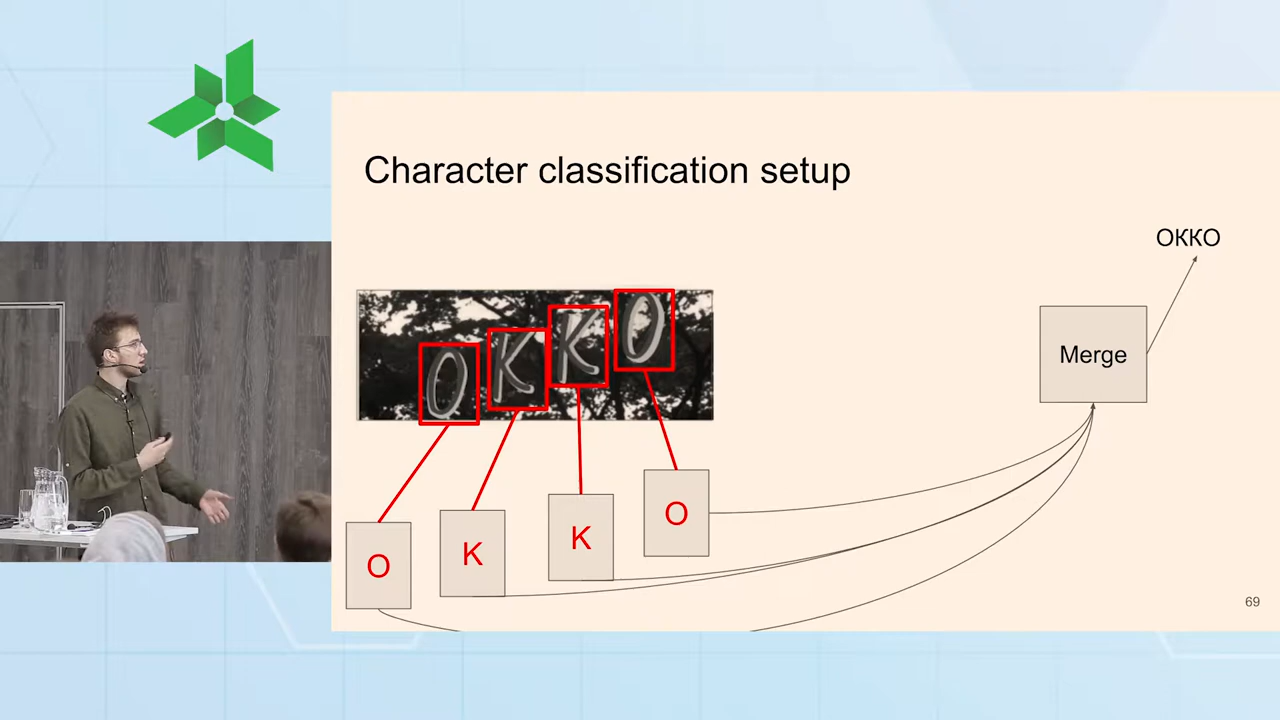 Character classification setup
OKKO
OKKO
Merge
O
K
K
O
69